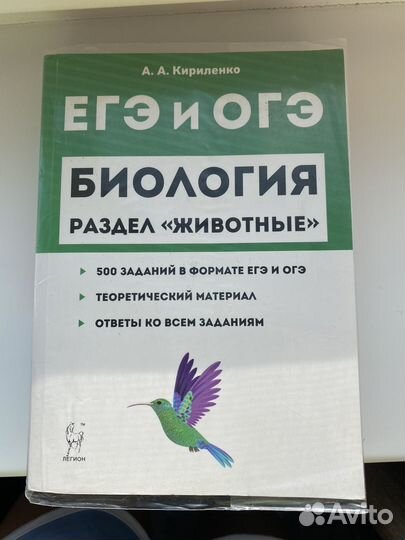 А. А. Кириленко
ЕГЭ и ОГЭ
БИОЛОГИЯ
РАЗДЕЛ «ЖИВОТНЫЕ»
500 ЗАДАНИЙ В ФОРМАТЕ ЕГЭ И ОГЭ
ТЕОРЕТИЧЕСКИЙ МАТЕРИАЛ
ОТВЕТЫ КО ВСЕМ ЗАДАНИЯМ
TM
ЛЕГИОН
Avito